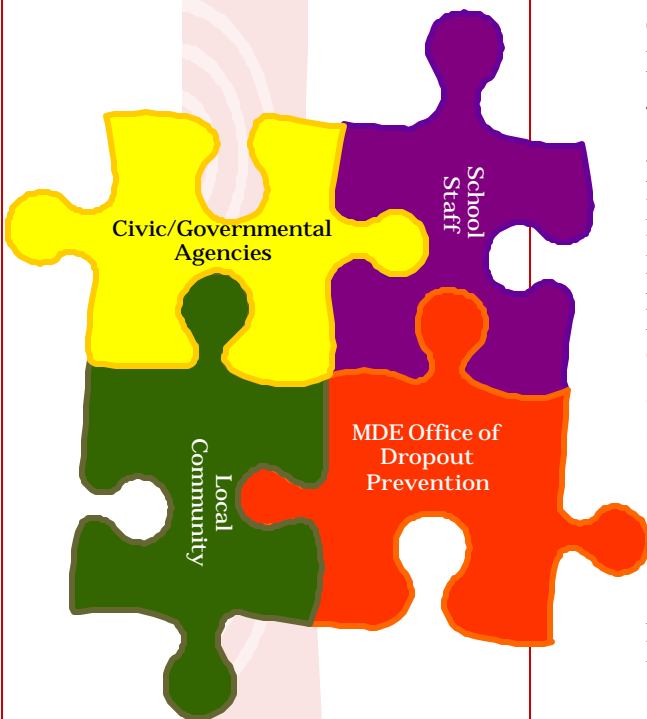 Civic/Governmental
Agencies
School
Staff
MDE Office of
Dropout
Prevention
Local
Community